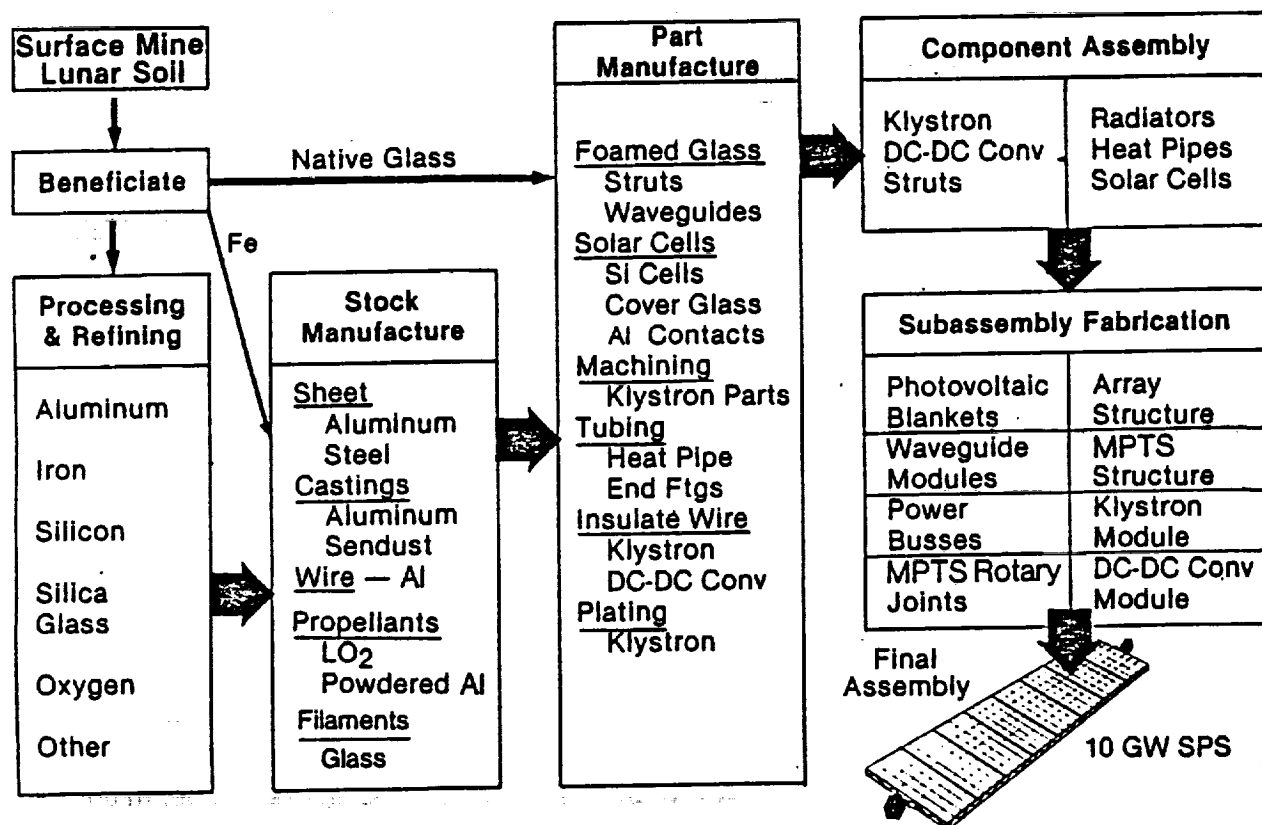 Surface Mine
Lunar Soil
Beneficiate
Native Glass
Fe
Processing
& Refining
Aluminum
Iron
Silicon
Silica
Glass
Oxygen
Other
Stock
Manufacture
Sheet
Aluminum
Steel
Castings
Aluminum
Sendust
Wire — Al
Propellants
LO2
Powdered Al
Filaments
Glass
Part
Manufacture
Foamed Glass
Struts
Waveguides
Solar Cells
Si Cells
Cover Glass
Al Contacts
Machining
Klystron Parts
Tubing
Heat Pipe
End Ftgs
Insulate Wire
Klystron
DC-DC Conv
Plating
Klystron
Component Assembly
Klystron
DC-DC Conv
Struts
Radiators
Heat Pipes
Solar Cells
Subassembly Fabrication
Photovoltaic
Blankets
Array
Structure
Waveguide
Modules
MPTS
Structure
Power
Busses
Klystron
Module
MPTS Rotary
Joints
DC-DC Conv
Module
Final
Assembly
10 GW SPS